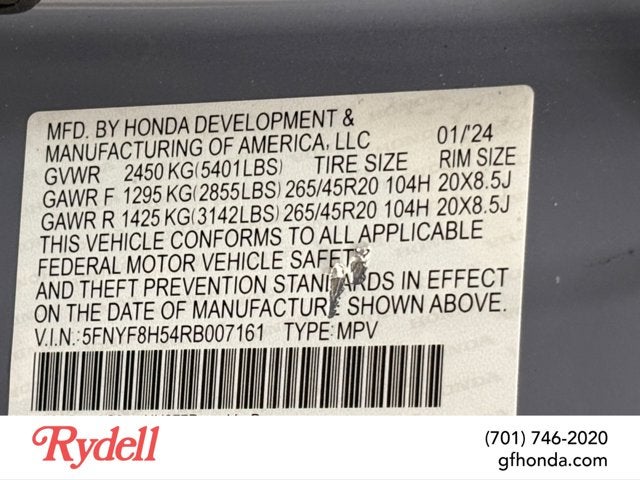 MFD. BY HONDA DEVELOPMENT &
MANUFACTURING OF AMERICA, LLC 01/'24
GVWR 2450 KG(5401LBS) TIRE SIZE RIM SIZE
GAWR F 1295 KG(2855LBS) 265/45R20 104H 20X8.5J
GAWR R 1425 KG(3142LBS) 265/45R20 104H 20X8.5J
THIS VEHICLE CONFORMS TO ALL APPLICABLE
FEDERAL MOTOR VEHICLE SAFETY
AND THEFT PREVENTION STANDARDS IN EFFECT
ON THE DATE OF MANUFACTURE SHOWN ABOVE.
V.I.N.:5FNYF8H54RB007161 TYPE:MPV
Rydell
(701) 746-2020
gfhonda.com